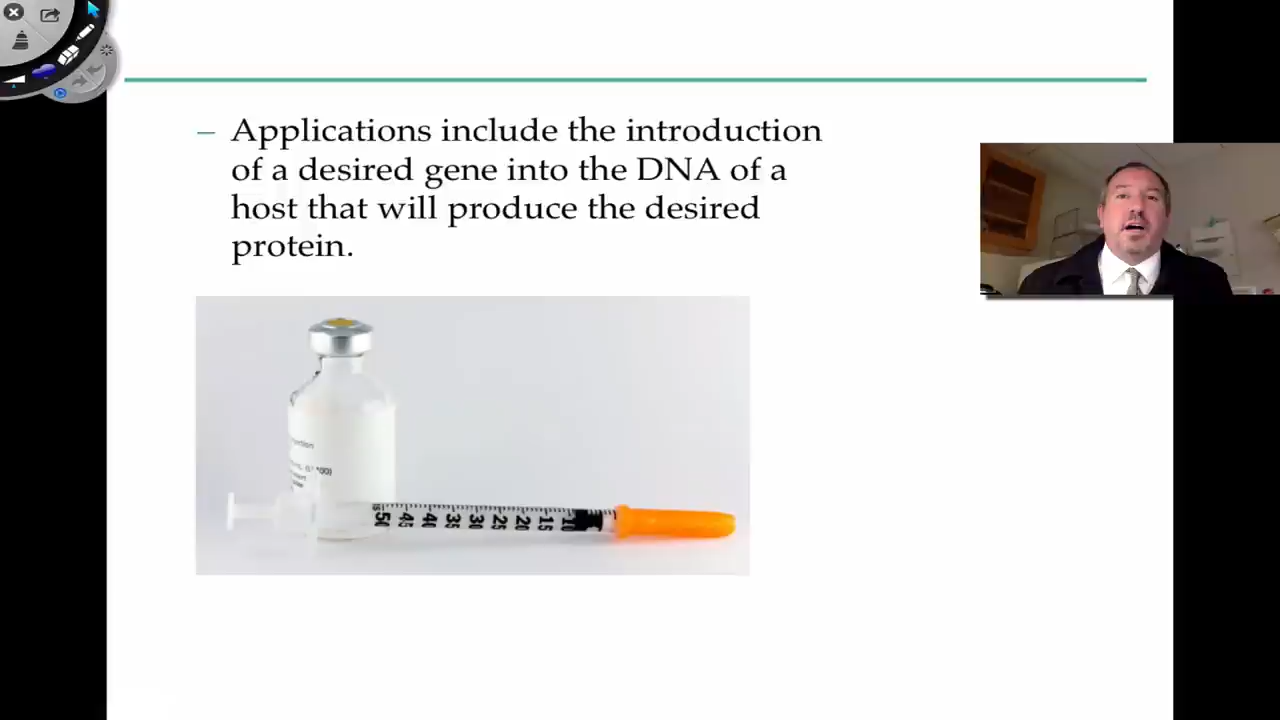 – Applications include the introduction
of a desired gene into the DNA of a
host that will produce the desired
protein.
50 45 40 35 30 25 20 15 10